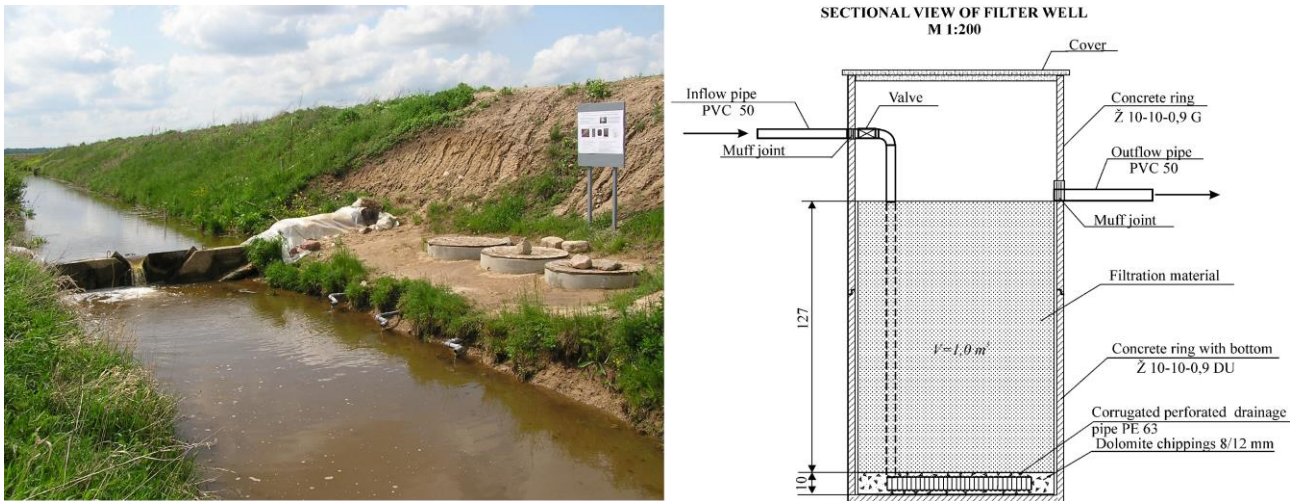 SECTIONAL VIEW OF FILTER WELL
M 1:200
Cover
Inflow pipe
PVC 50
Valve
Concrete ring
Ž 10-10-0,9 G
Muff joint
Outflow pipe
PVC 50
Muff joint
Filtration material
127
V=1,0 m³
Concrete ring with bottom
Ž 10-10-0,9 DU
Corrugated perforated drainage
pipe PE 63
Dolomite chippings 8/12 mm
10